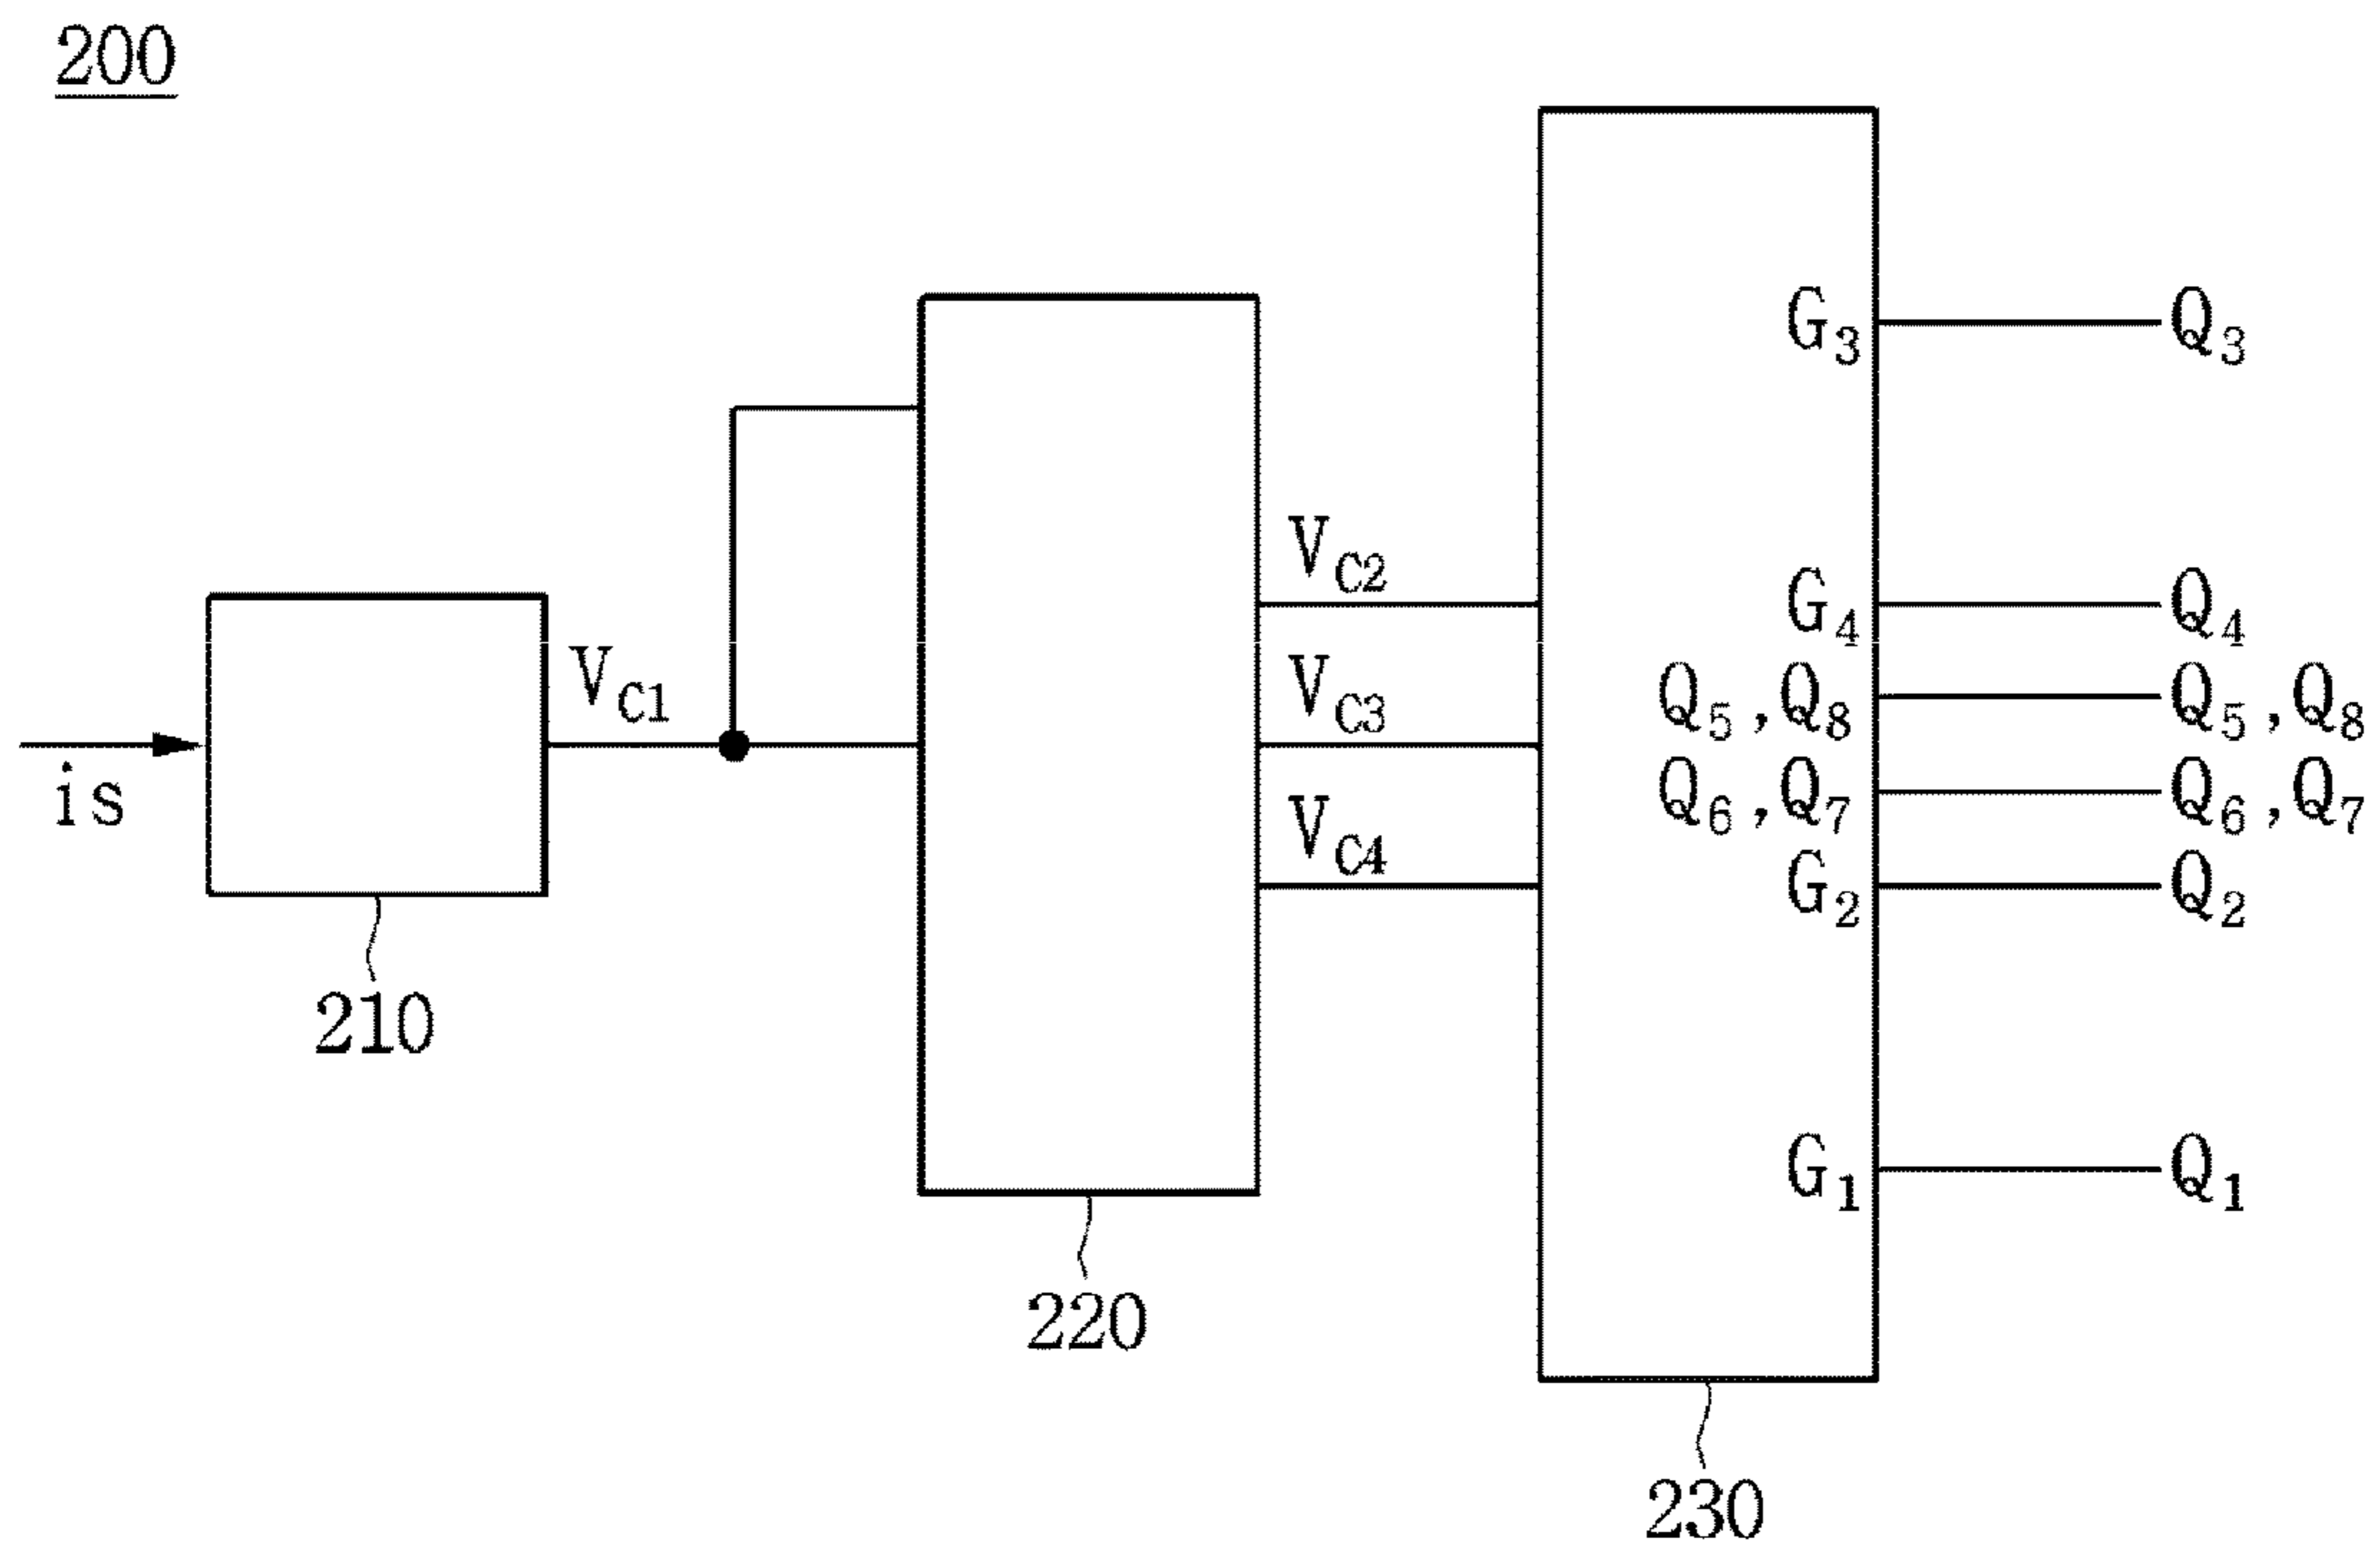 200
G3 Q3
VC2
G4 Q4
VC1
VC3
Q5,Q8 Q5,Q8
is
VC4
Q6,Q7 Q6,Q7
G2 Q2
210
G1 Q1
220
230